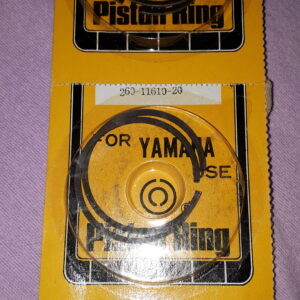 Piston Ring
260-11610-20
FOR YAMAHA
USE
Piston Ring